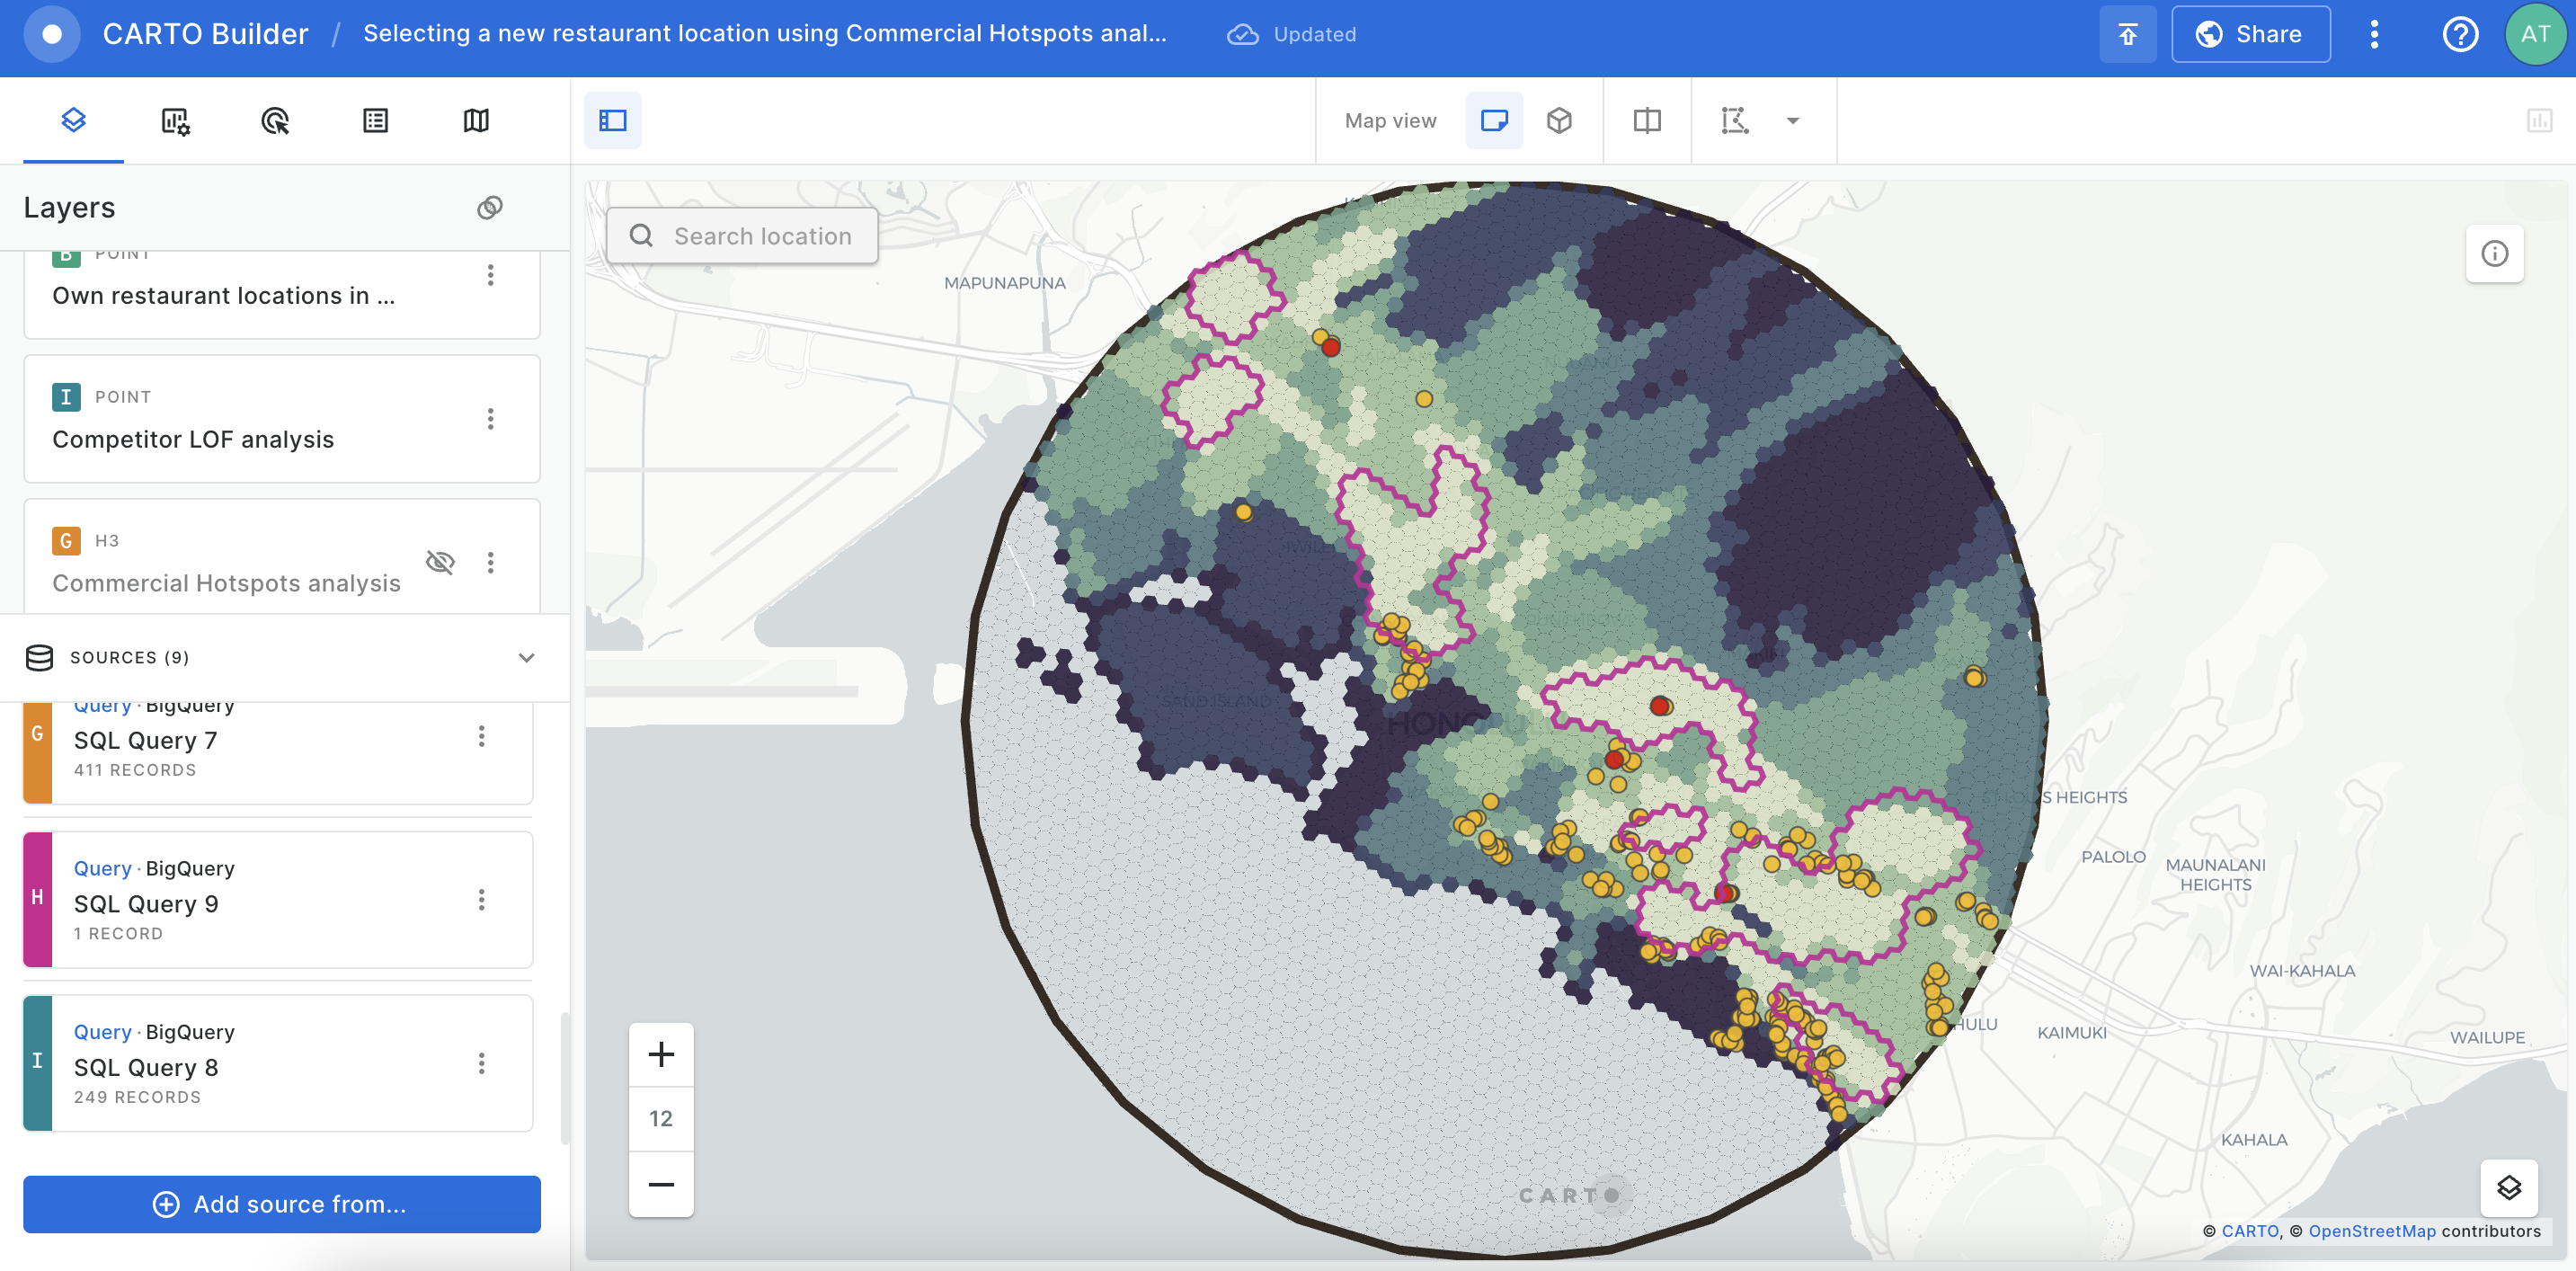 CARTO Builder / Selecting a new restaurant location using Commercial Hotspots anal...
Updated
Share
AT
Map view
Layers
B POINT
Own restaurant locations in ...
I POINT
Competitor LOF analysis
G H3
Commercial Hotspots analysis
SOURCES (9)
G
Query · BigQuery
SQL Query 7
411 RECORDS
H
Query · BigQuery
SQL Query 9
1 RECORD
I
Query · BigQuery
SQL Query 8
249 RECORDS
Add source from...
Search location
MAPUNAPUNA
SAND ISLAND
HONOLULU
HEIGHTS
PALOLO
MAUNALANI
HEIGHTS
WAI-KAHALA
KAIMUKI
WAILUPE
KAHALA
12
CARTO
© CARTO, © OpenStreetMap contributors